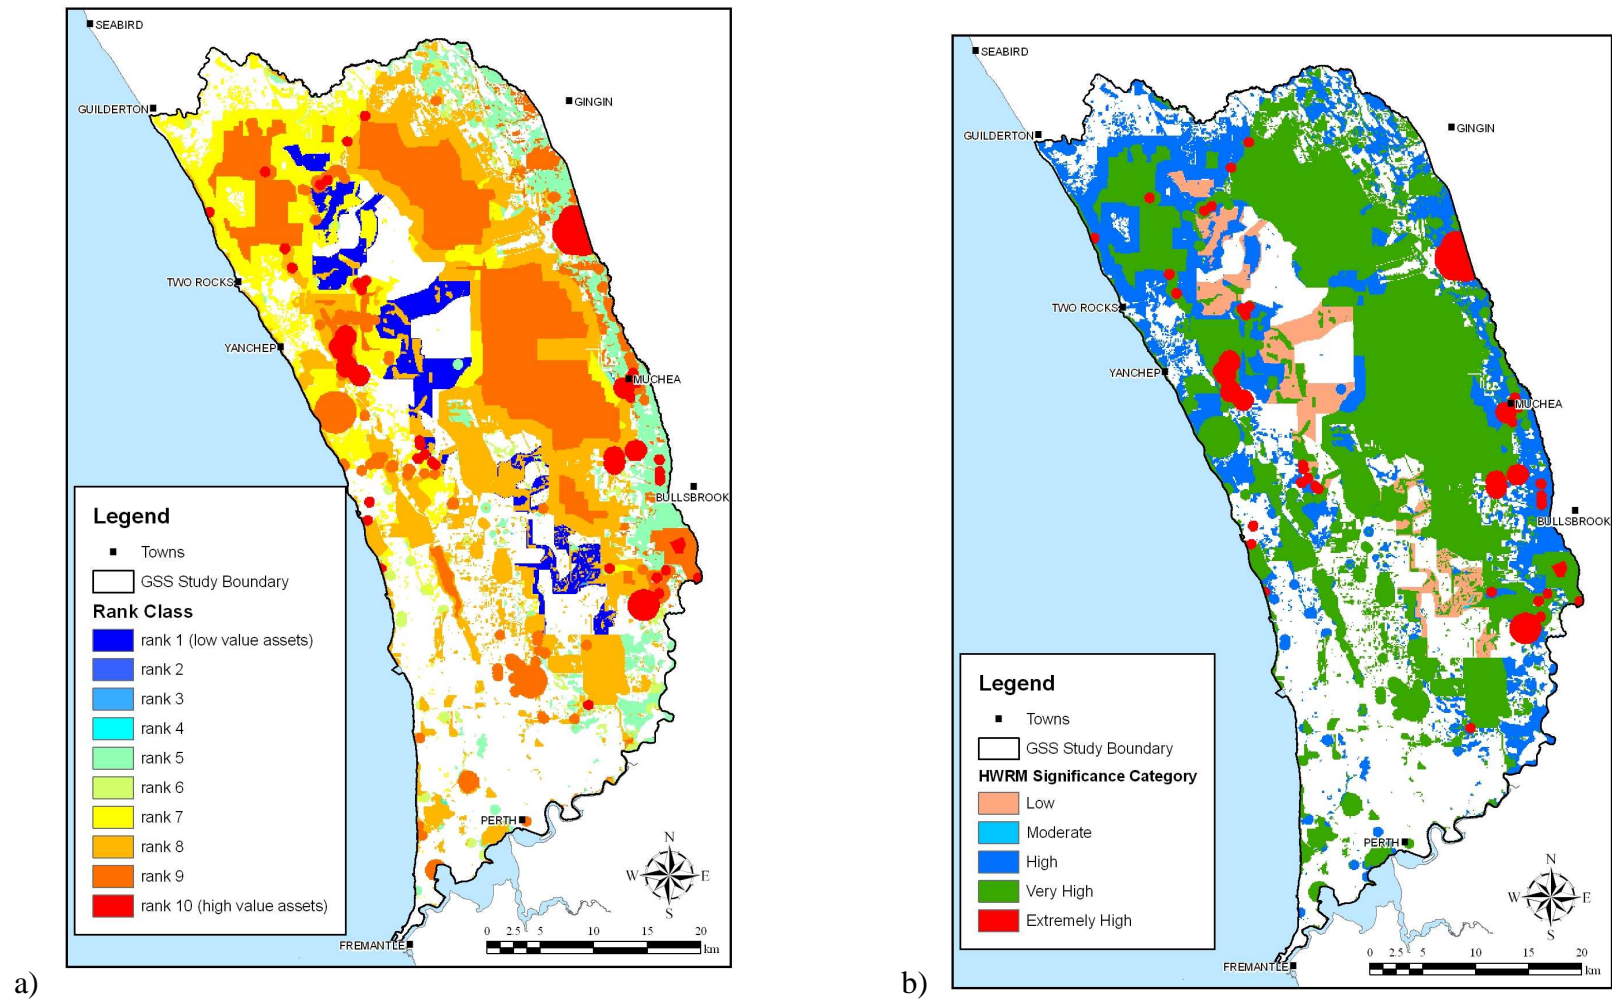 SEABIRD
GUILDERTON
GINGIN
TWO ROCKS
YANCHEP
MUCHEA
BULLSBROOK
Legend
Towns
GSS Study Boundary
Rank Class
rank 1 (low value assets)
rank 2
rank 3
rank 4
rank 5
rank 6
rank 7
rank 8
rank 9
rank 10 (high value assets)
PERTH
FREMANTLE
N
W E
S
0 2.5 5 10 15 20
km
a)
SEABIRD
GUILDERTON
GINGIN
TWO ROCKS
YANCHEP
MUCHEA
BULLSBROOK
Legend
Towns
GSS Study Boundary
HWRM Significance Category
Low
Moderate
High
Very High
Extremely High
PERTH
FREMANTLE
N
W E
S
0 2.5 5 10 15 20
km
b)